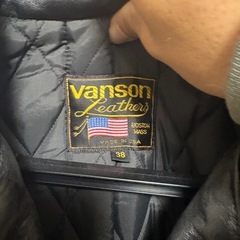 Vanson
Leathers
BOSTON
MASS
MADE IN USA
38